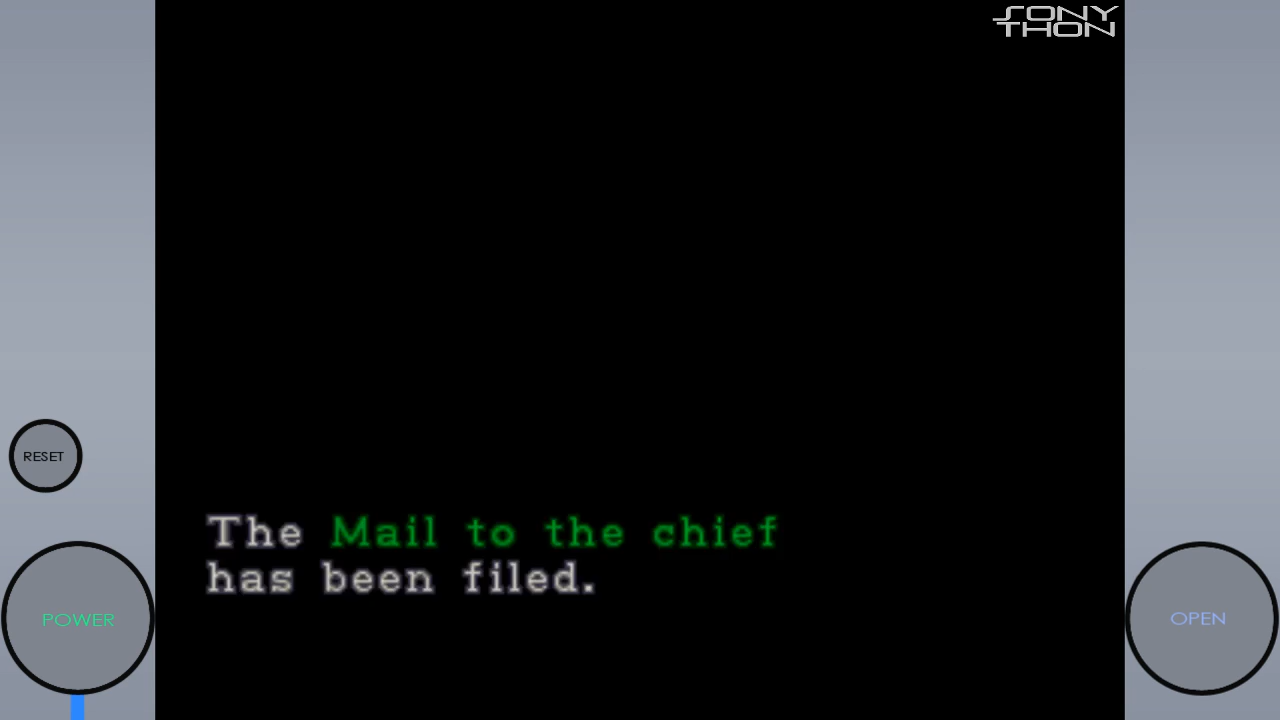 SONY
THON
RESET
The Mail to the chief
has been filed.
POWER
OPEN